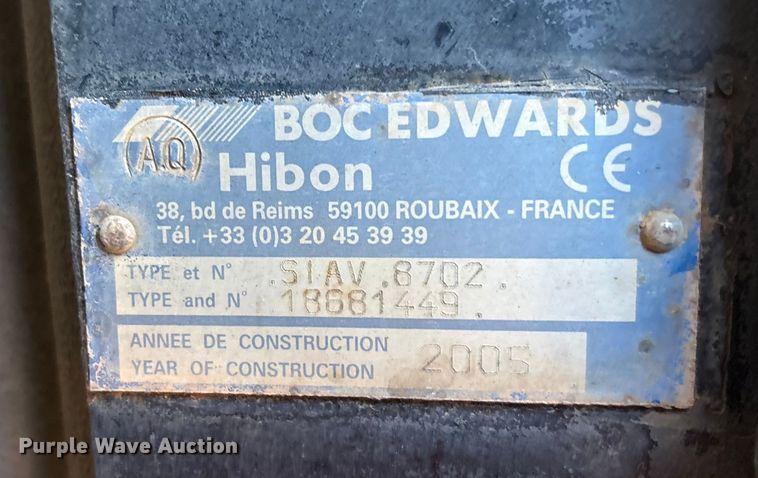 BOC EDWARDS
A.Q
Hibon
CE
38, bd de Reims 59100 ROUBAIX - FRANCE
Tél. +33 (0)3 20 45 39 39
TYPE et N° .SIAV.8702.
TYPE and N° 18681449.
ANNEE DE CONSTRUCTION
YEAR OF CONSTRUCTION 2005
Purple Wave Auction